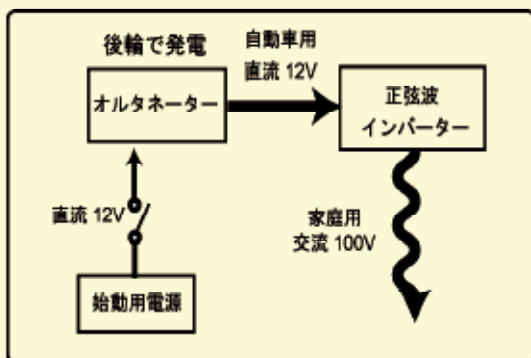 後輪で発電
オルタネーター
自動車用
直流 12V
正弦波
インバーター
直流 12V
始動用電源
家庭用
交流 100V